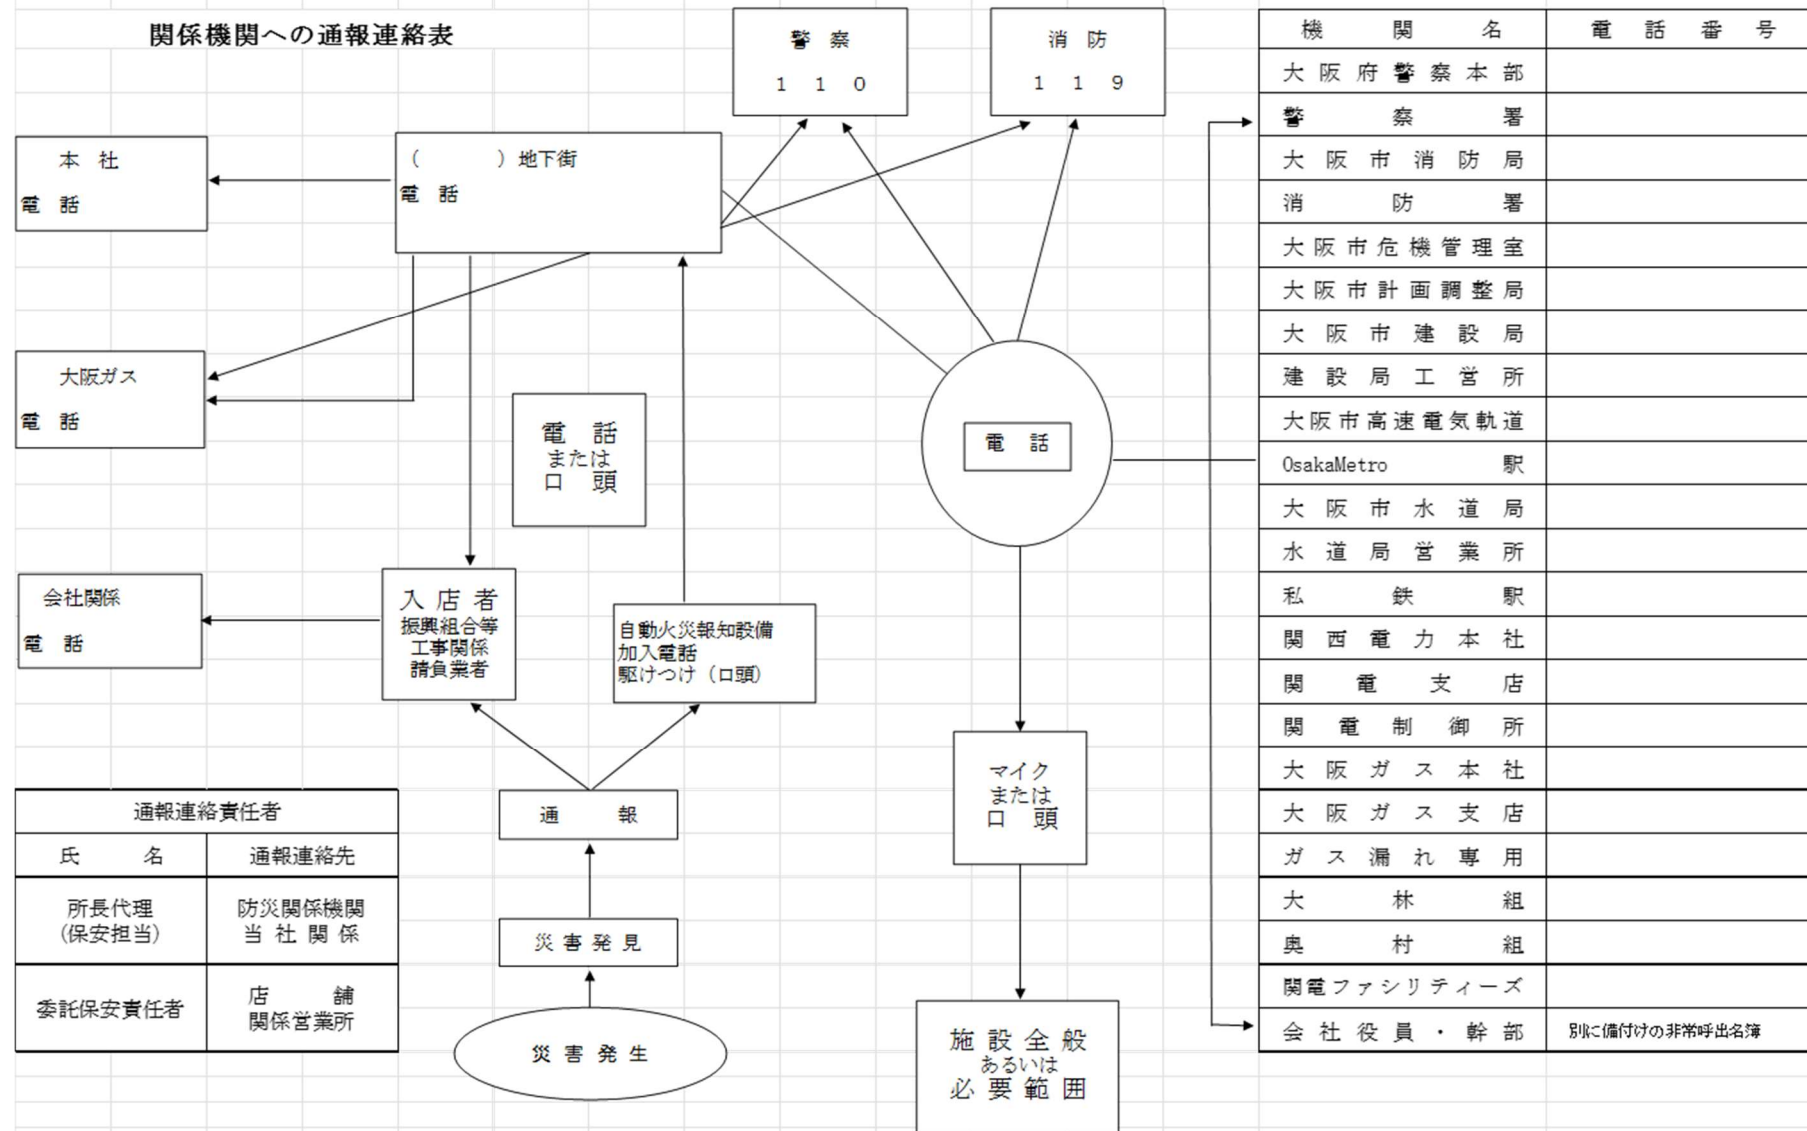 関係機関への通報連絡表
警 察
1 1 0
消 防
1 1 9
本 社
電 話
（　　　　）地下街
電 話
大阪ガス
電 話
電 話
または
口 頭
電 話
会社関係
電 話
入 店 者
振興組合等
工事関係
請負業者
自動火災報知設備
加入電話
駆けつけ（口頭）
マイク
または
口 頭
通 報
災 害 発 見
災 害 発 生
施 設 全 般
あるいは
必 要 範 囲
通報連絡責任者
氏 名 通報連絡先
所長代理
(保安担当)
防災関係機関
当 社 関 係
委託保安責任者
店 舗
関係営業所
機 関 名 電 話 番 号
大 阪 府 警 察 本 部
警 察 署
大 阪 市 消 防 局
消 防 署
大 阪 市 危 機 管 理 室
大 阪 市 計 画 調 整 局
大 阪 市 建 設 局
建 設 局 工 営 所
大 阪 市 高 速 電 気 軌 道
OsakaMetro 駅
大 阪 市 水 道 局
水 道 局 営 業 所
私 鉄 駅
関 西 電 力 本 社
関 電 支 店
関 電 制 御 所
大 阪 ガ ス 本 社
大 阪 ガ ス 支 店
ガ ス 漏 れ 専 用
大 林 組
奥 村 組
関電ファシリティーズ
会 社 役 員 ・ 幹 部 別に備付けの非常呼出名簿